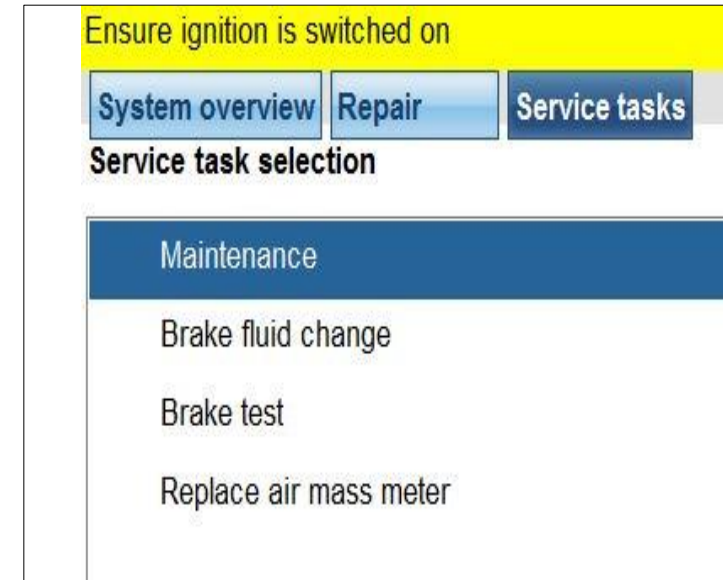 Ensure ignition is switched on
System overview Repair Service tasks
Service task selection
Maintenance
Brake fluid change
Brake test
Replace air mass meter